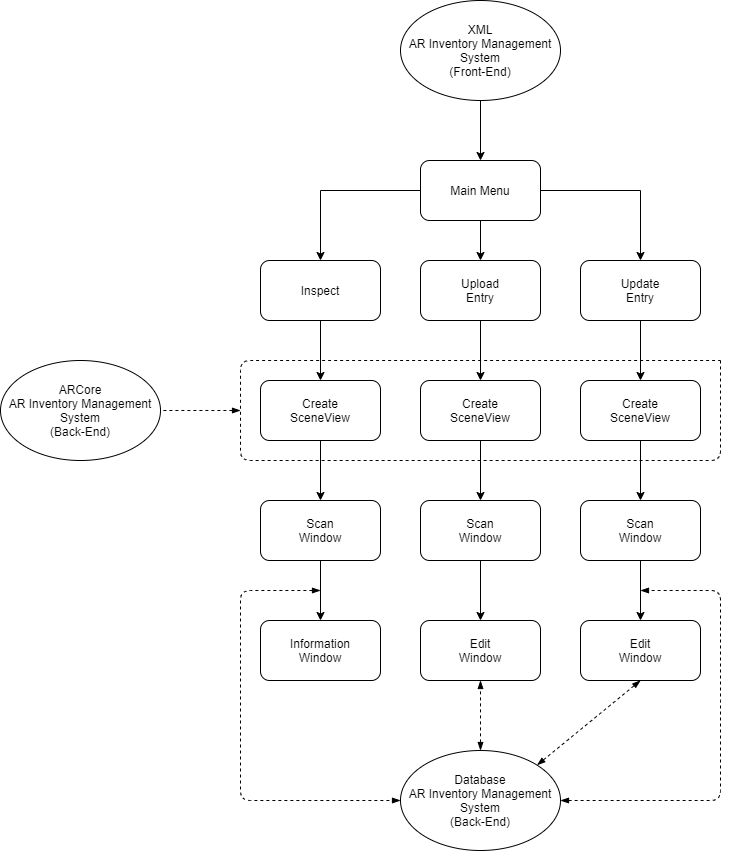 XML
AR Inventory Management
System
(Front-End)
Main Menu
Inspect
Upload
Entry
Update
Entry
ARCore
AR Inventory Management
System
(Back-End)
Create
SceneView
Create
SceneView
Create
SceneView
Scan
Window
Scan
Window
Scan
Window
Information
Window
Edit
Window
Edit
Window
Database
AR Inventory Management
System
(Back-End)